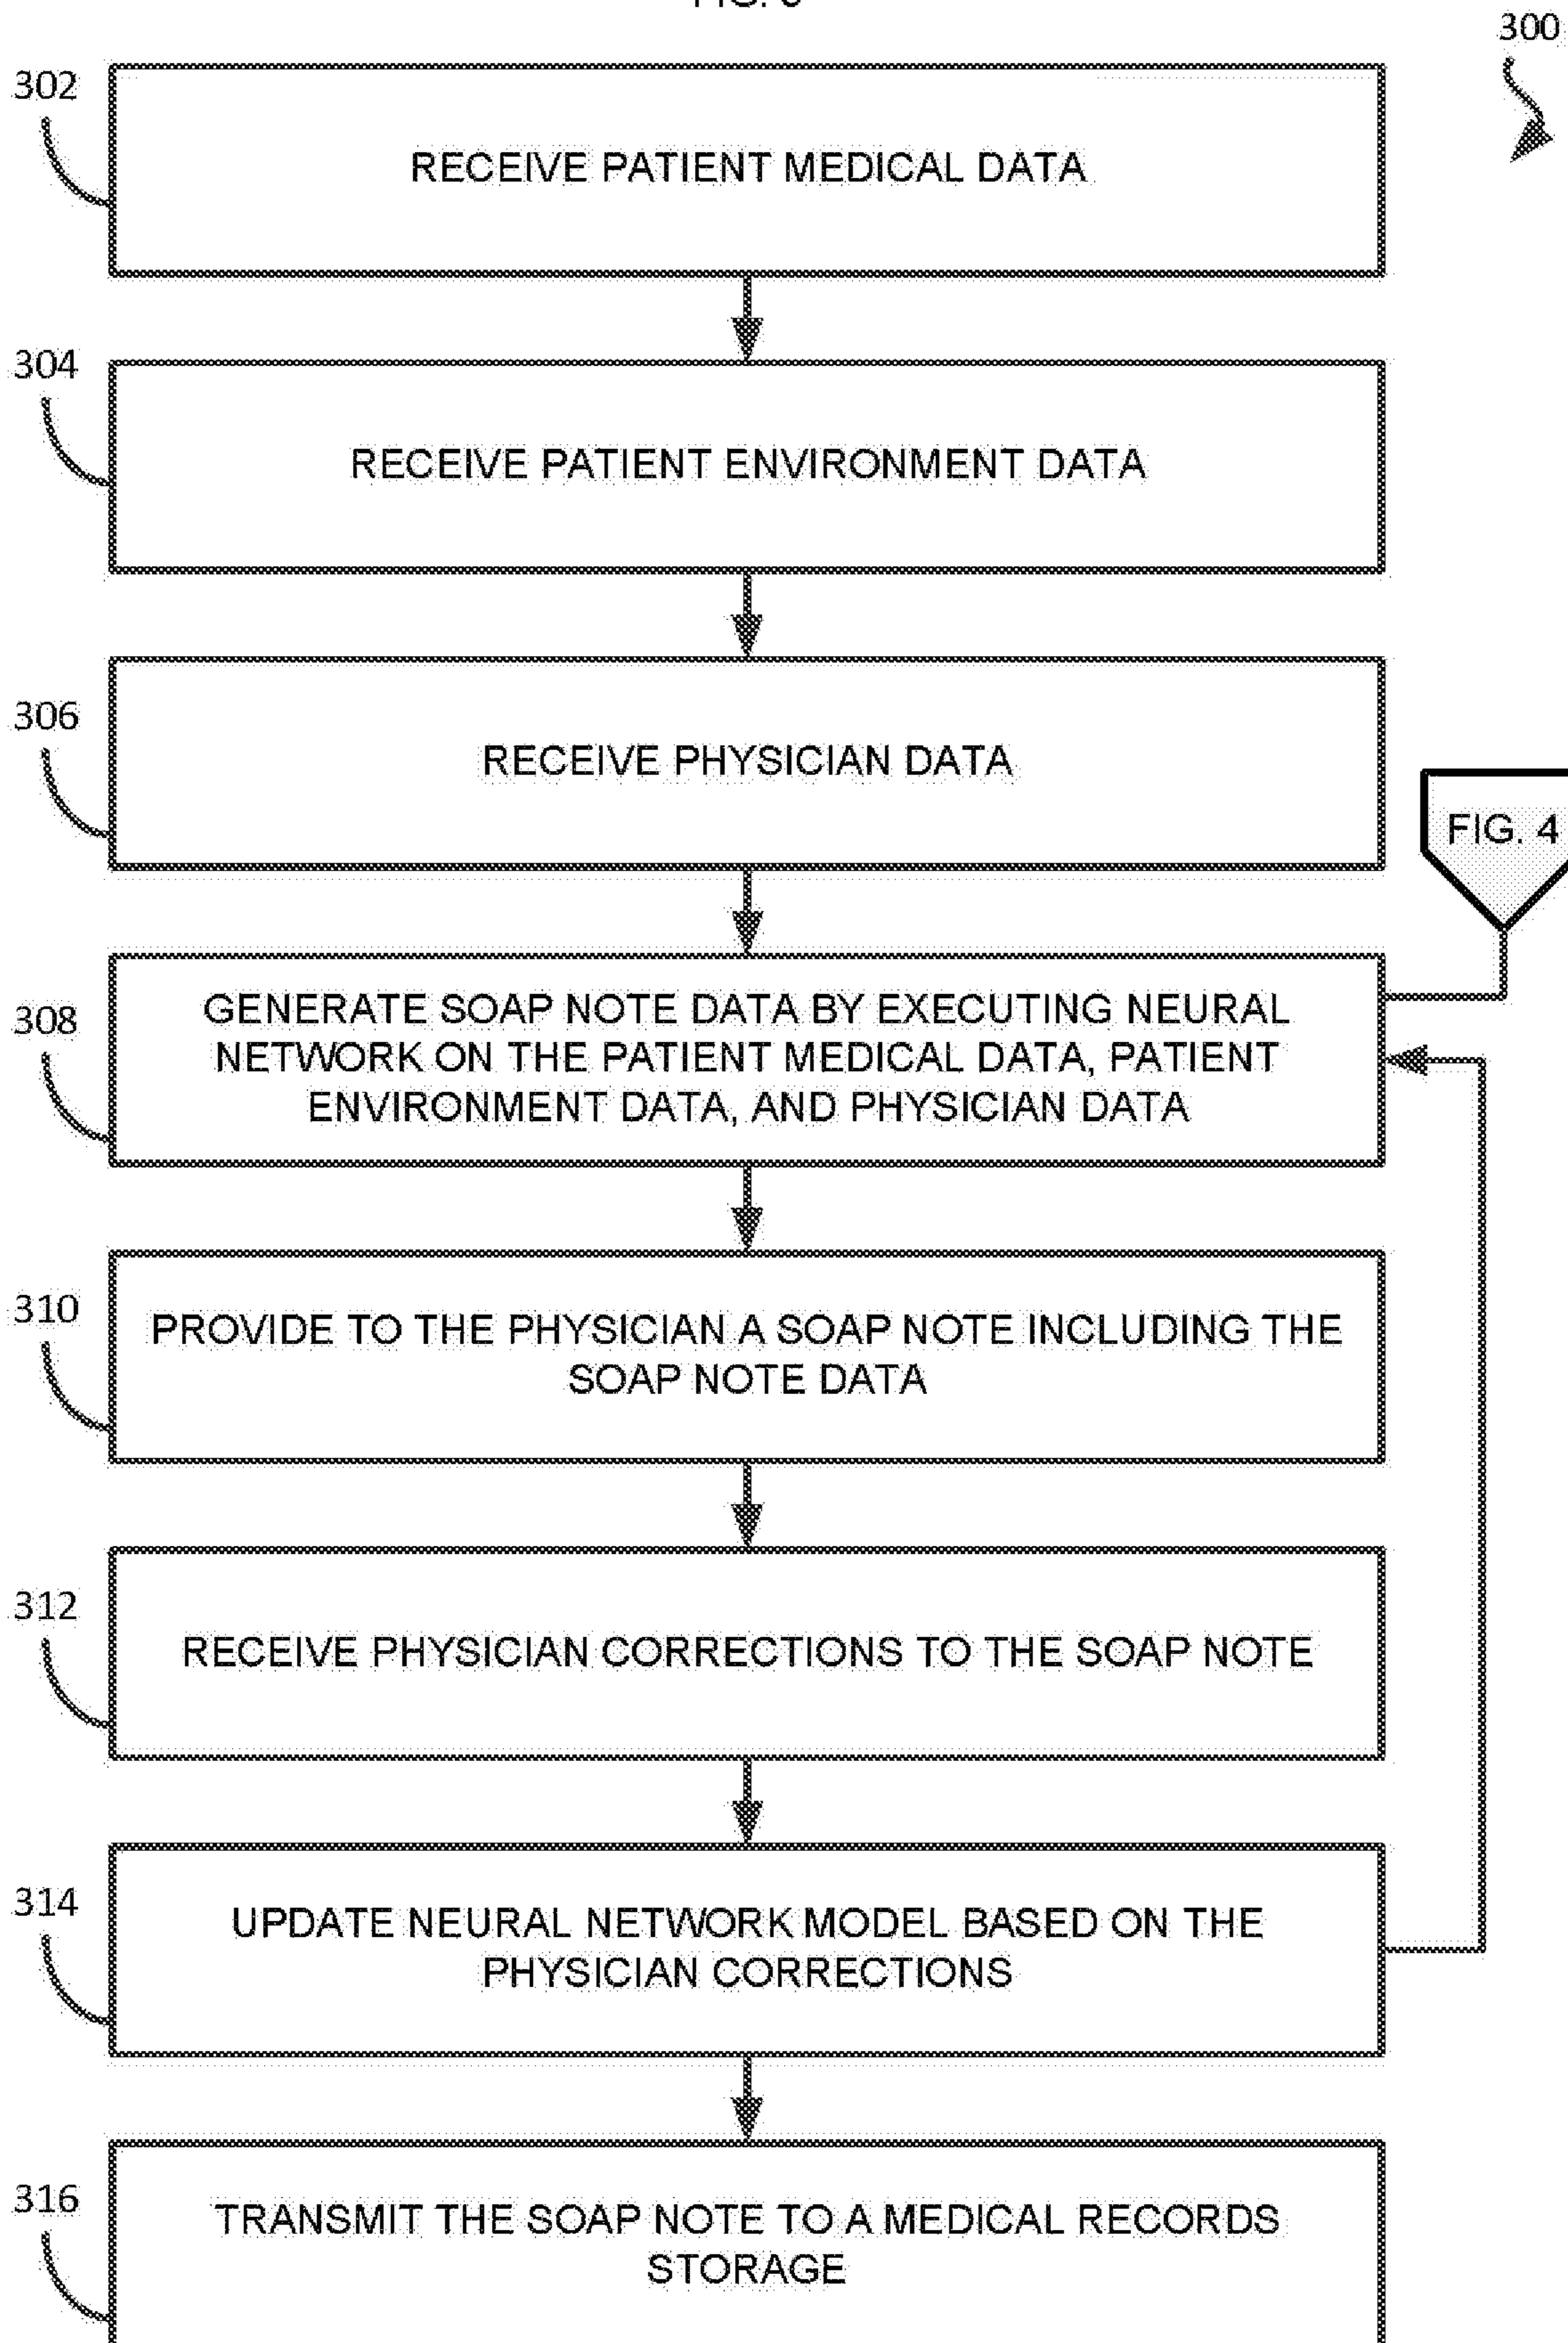 300
302
RECEIVE PATIENT MEDICAL DATA
304
RECEIVE PATIENT ENVIRONMENT DATA
306
RECEIVE PHYSICIAN DATA
FIG. 4
308
GENERATE SOAP NOTE DATA BY EXECUTING NEURAL
NETWORK ON THE PATIENT MEDICAL DATA, PATIENT
ENVIRONMENT DATA, AND PHYSICIAN DATA
310
PROVIDE TO THE PHYSICIAN A SOAP NOTE INCLUDING THE
SOAP NOTE DATA
312
RECEIVE PHYSICIAN CORRECTIONS TO THE SOAP NOTE
314
UPDATE NEURAL NETWORK MODEL BASED ON THE
PHYSICIAN CORRECTIONS
316
TRANSMIT THE SOAP NOTE TO A MEDICAL RECORDS
STORAGE